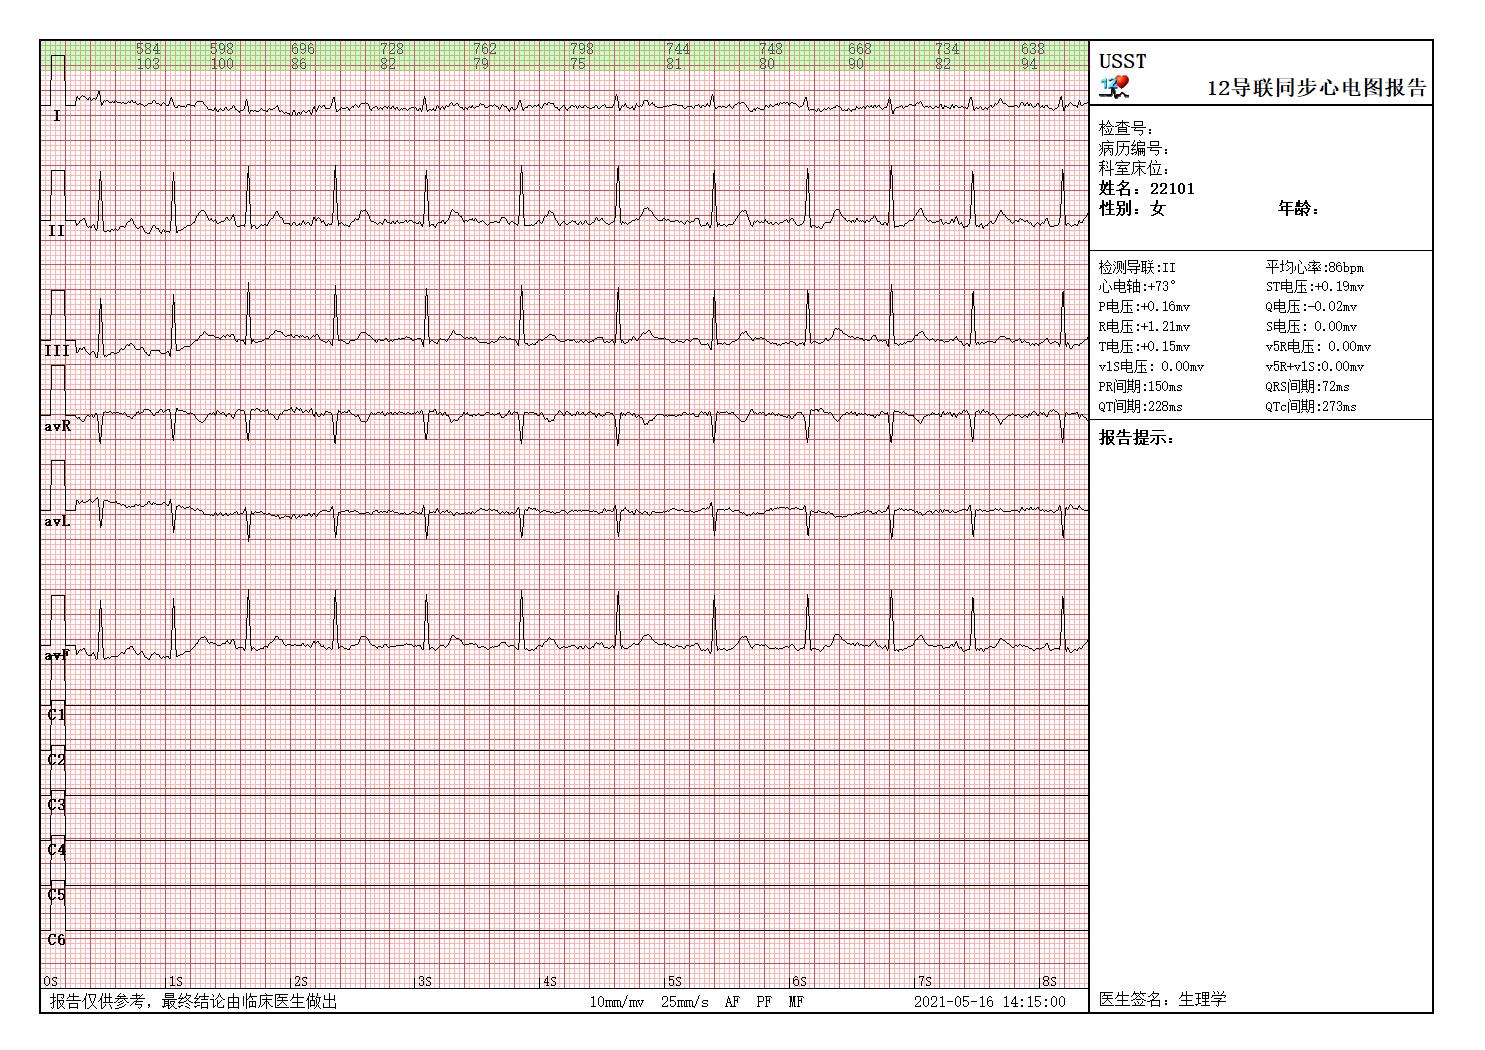 584 598 696 728 762 798 744 748 668 734 638
103 100 86 82 79 75 81 80 90 82 94
I
II
III
avR
avL
avF
C1
C2
C3
C4
C5
C6
0S 1S 2S 3S 4S 5S 6S 7S 8S
报告仅供参考，最终结论由临床医生做出 10mm/mv 25mm/s AF PF MF 2021-05-16 14:15:00
USST
12
12导联同步心电图报告
检查号：
病历编号：
科室床位：
姓名：22101
性别：女 年龄：
检测导联:II 平均心率:86bpm
心电轴:+73° ST电压:+0.19mv
P电压:+0.16mv Q电压:-0.02mv
R电压:+1.21mv S电压: 0.00mv
T电压:+0.15mv v5R电压: 0.00mv
v1S电压: 0.00mv v5R+v1S:0.00mv
PR间期:150ms QRS间期:72ms
QT间期:228ms QTc间期:273ms
报告提示：
医生签名：生理学